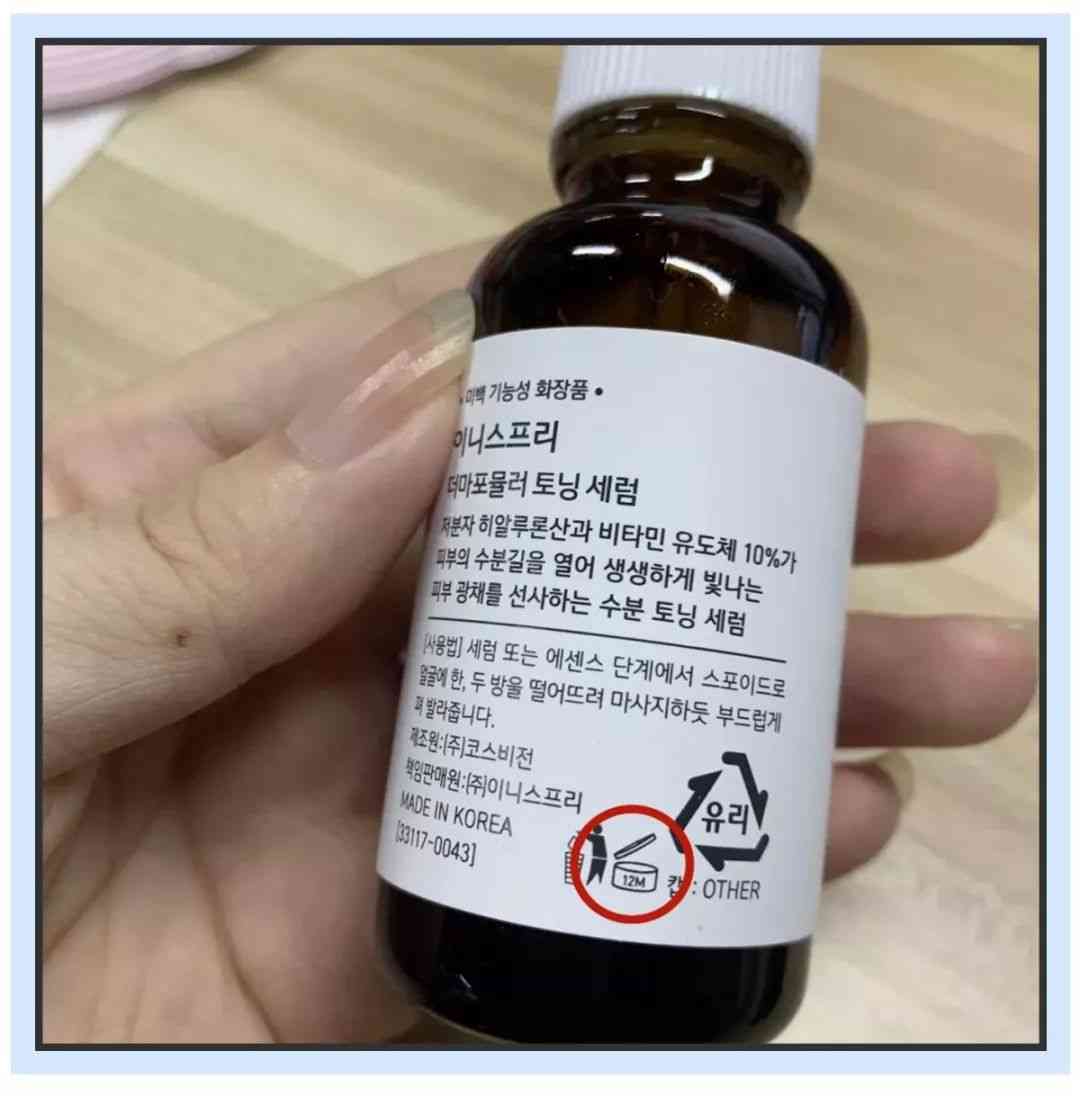 미백 기능성 화장품 •
이니스프리
더마포뮬러 토닝 세럼
저분자 히알루론산과 비타민 유도체 10%가
피부의 수분길을 열어 생생하게 빛나는
피부 광채를 선사하는 수분 토닝 세럼
[사용법] 세럼 또는 에센스 단계에서 스포이드로
얼굴에 한, 두 방울 떨어뜨려 마사지하듯 부드럽게
펴 발라줍니다.
제조원:(주)코스비전
책임판매원:(주)이니스프리
MADE IN KOREA
[33117-0043]
유리
12M
캡 : OTHER